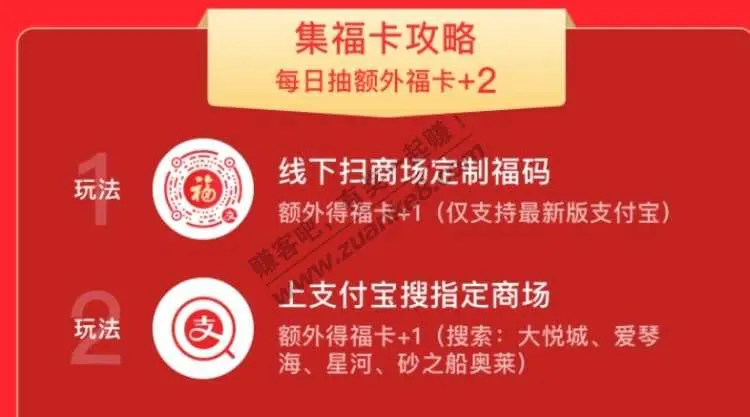 集福卡攻略
每日抽额外福卡+2
1
玩法
福
支
线下扫商场定制福码
额外得福卡+1（仅支持最新版支付宝）
赚客吧，有奖一起赚！
www.zuanke8.com
2
玩法
支
上支付宝搜指定商场
额外得福卡+1（搜索：大悦城、爱琴
海、星河、砂之船奥莱）